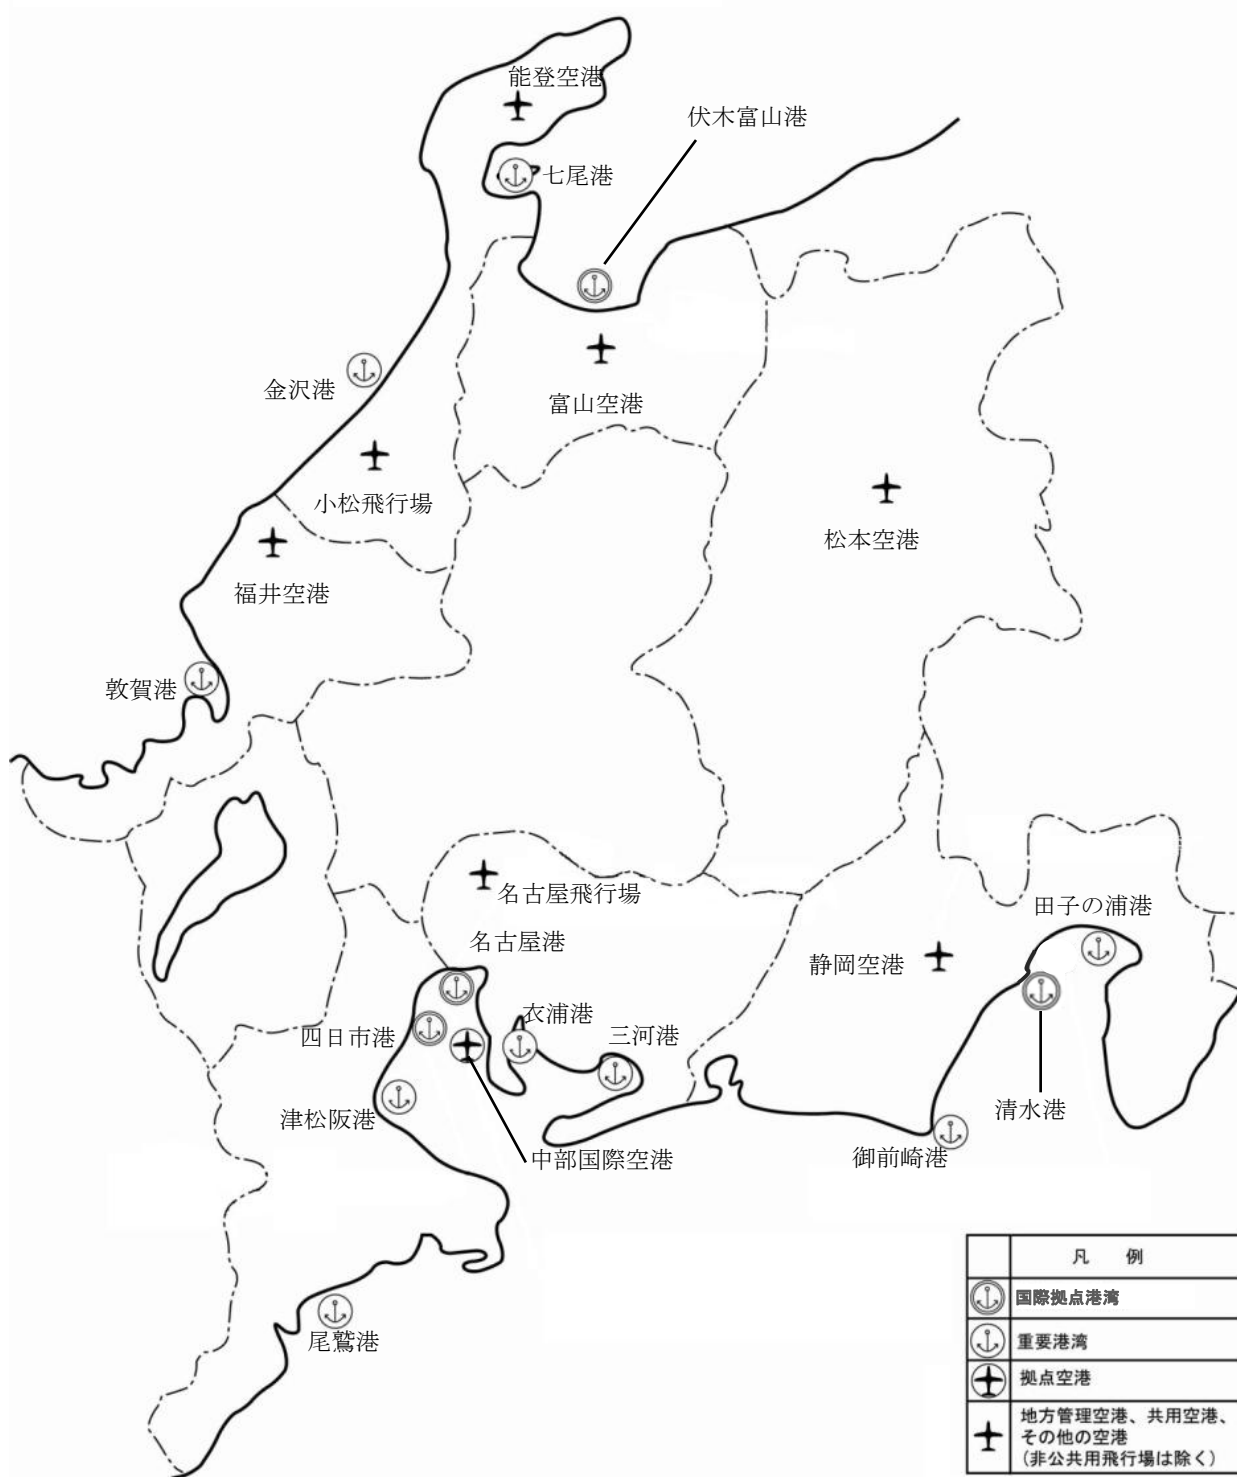 能登空港
伏木富山港
七尾港
金沢港
富山空港
小松飛行場
松本空港
福井空港
敦賀港
名古屋飛行場
田子の浦港
名古屋港
静岡空港
衣浦港
四日市港
三河港
津松阪港
清水港
中部国際空港
御前崎港
尾鷲港
凡 例
国際拠点港湾
重要港湾
拠点空港
地方管理空港、共用空港、
その他の空港
(非公共用飛行場は除く)